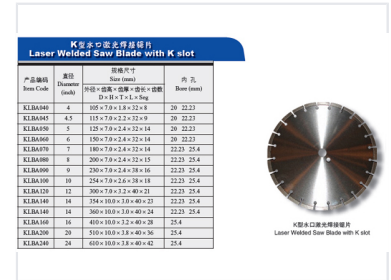 K型水口激光焊接锯片
Laser Welded Saw Blade with K slot
产品编码 直径 规格尺寸 内 孔
Item Code Diameter (inch) Size (mm) Bore (mm)
外径×齿高×齿厚×齿长×齿数
D×H×T×L×Seg
KLBA040 4 105×7.0×1.8×32×8 20 22.23
KLBA045 4.5 115×7.0×2.2×32×9 20 22.23
KLBA050 5 125×7.0×2.4×32×14 20 22.23
KLBA060 6 150×7.0×2.4×32×14 20 22.23
KLBA070 7 180×7.0×2.4×32×14 22.23 25.4
KLBA080 8 200×7.0×2.4×32×15 22.23 25.4
KLBA090 9 230×7.0×2.4×38×16 22.23 25.4
KLBA100 10 254×7.0×2.6×38×18 22.23 25.4
KLBA120 12 300×7.0×3.2×40×21 22.23 25.4
KLBA140 14 354×10.0×3.0×40×23 22.23 25.4
KLBA140 14 360×10.0×3.0×40×24 22.23 25.4
KLBA160 16 410×10.0×3.2×40×28 25.4
KLBA200 20 510×10.0×3.8×40×36 25.4
KLBA240 24 610×10.0×3.8×40×42 25.4
K型水口激光焊接锯片
Laser Welded Saw Blade with K slot